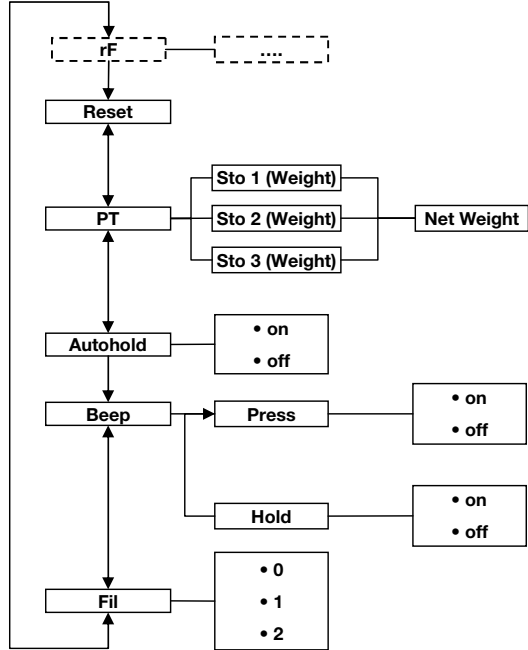 rF
....
Reset
Sto 1 (Weight)
PT
Sto 2 (Weight)
Net Weight
Sto 3 (Weight)
Autohold
• on
• off
Beep
Press
• on
• off
Hold
• on
• off
Fil
• 0
• 1
• 2